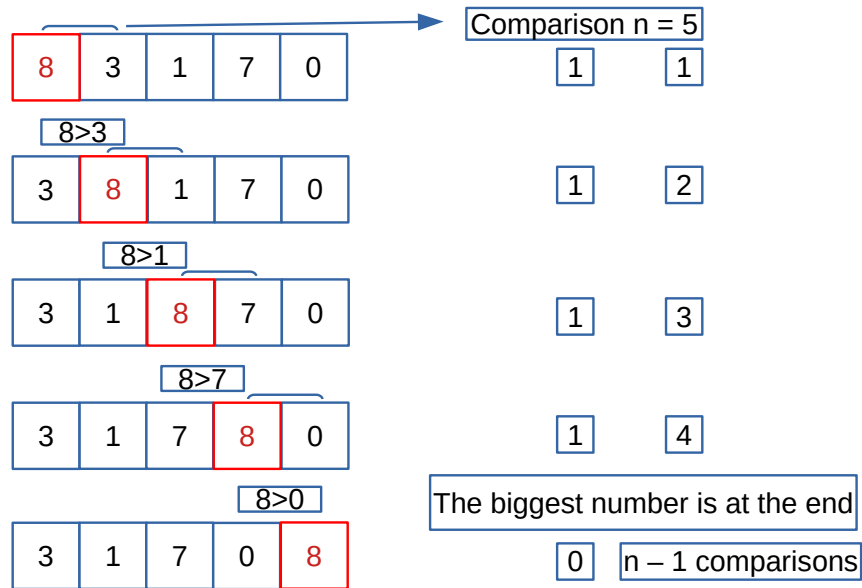 Comparison n = 5
8 3 1 7 0 1 1
8>3
3 8 1 7 0 1 2
8>1
3 1 8 7 0 1 3
8>7
3 1 7 8 0 1 4
8>0
The biggest number is at the end
3 1 7 0 8 0 n – 1 comparisons